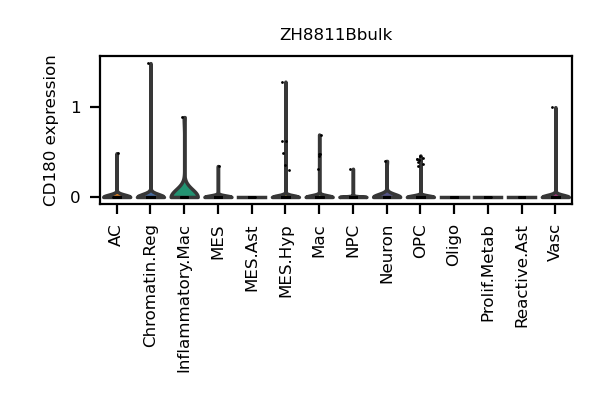 ZH8811Bbulk
CD180 expression
1
0
AC
Chromatin.Reg
Inflammatory.Mac
MES
MES.Ast
MES.Hyp
Mac
NPC
Neuron
OPC
Oligo
Prolif.Metab
Reactive.Ast
Vasc